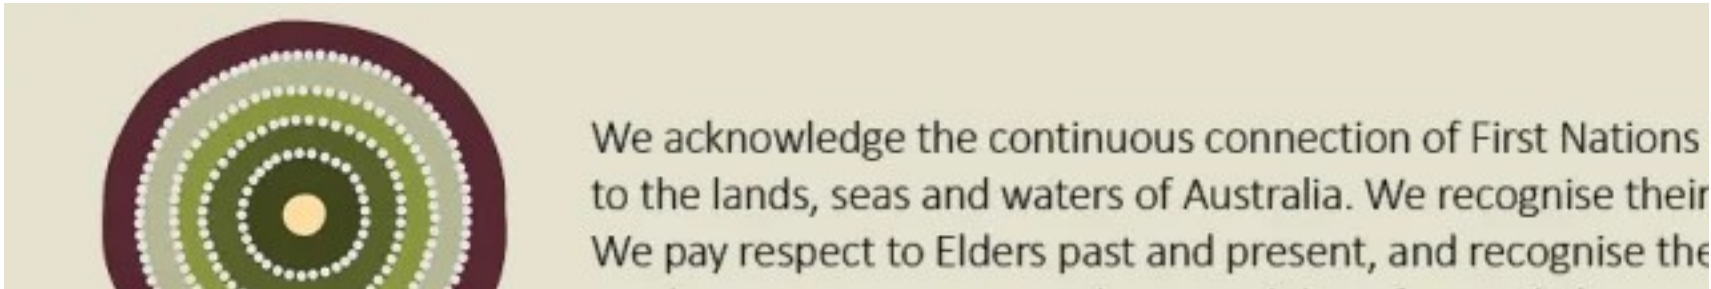 We acknowledge the continuous connection of First Nations
to the lands, seas and waters of Australia. We recognise their
We pay respect to Elders past and present, and recognise the